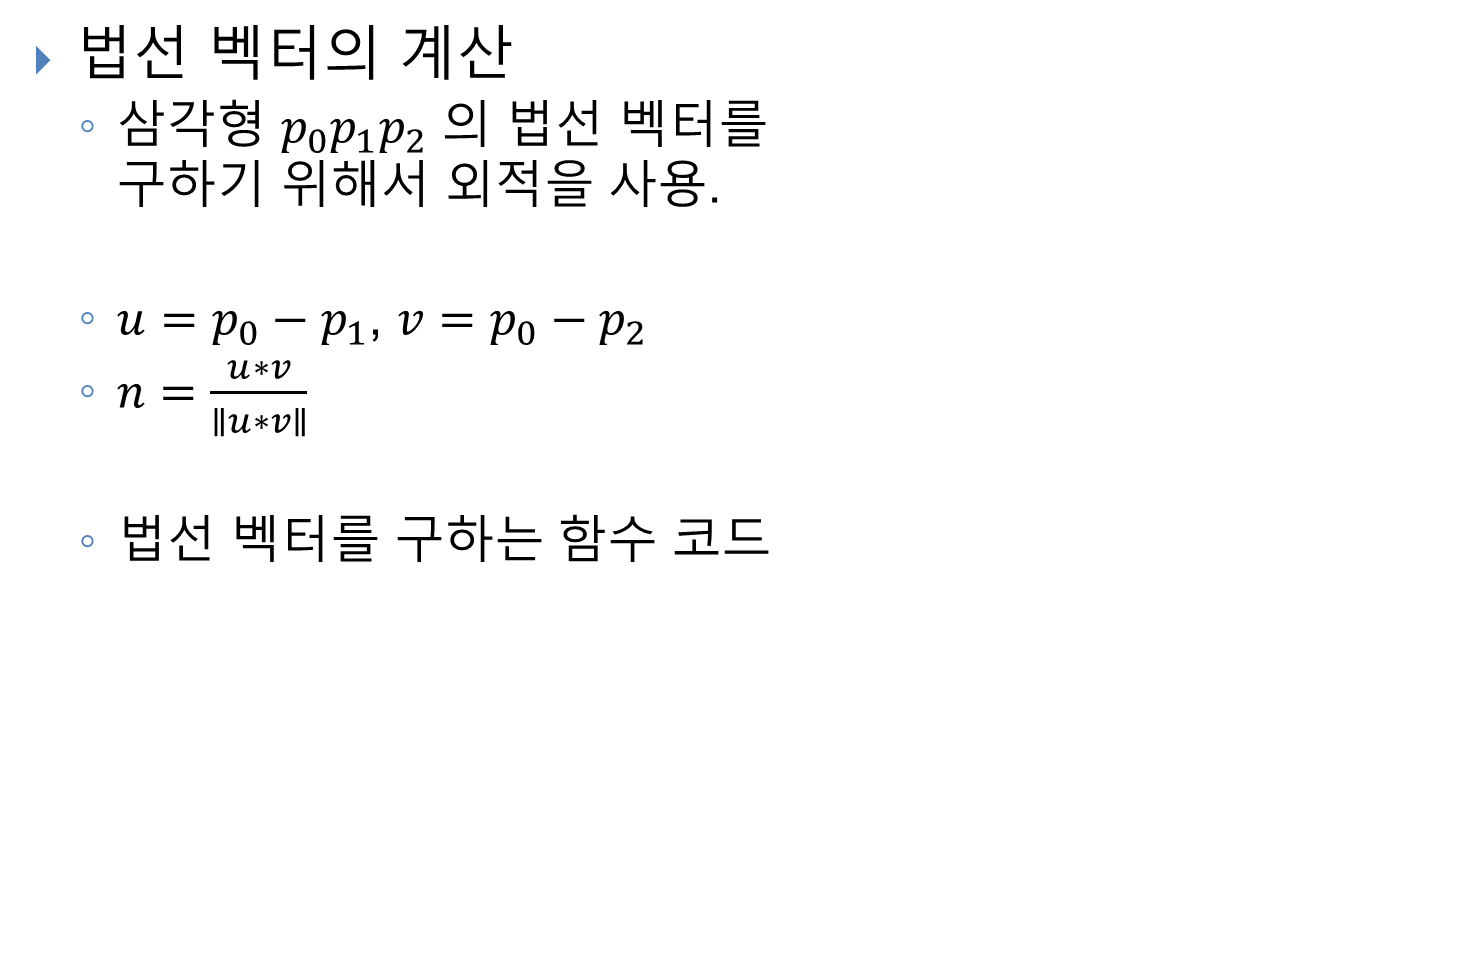 법선 벡터의 계산
삼각형 𝑝₀𝑝₁𝑝₂ 의 법선 벡터를
구하기 위해서 외적을 사용.
𝑢 = 𝑝₀ − 𝑝₁, 𝑣 = 𝑝₀ − 𝑝₂
𝑛 = 𝑢∗𝑣 / ‖𝑢∗𝑣‖
법선 벡터를 구하는 함수 코드